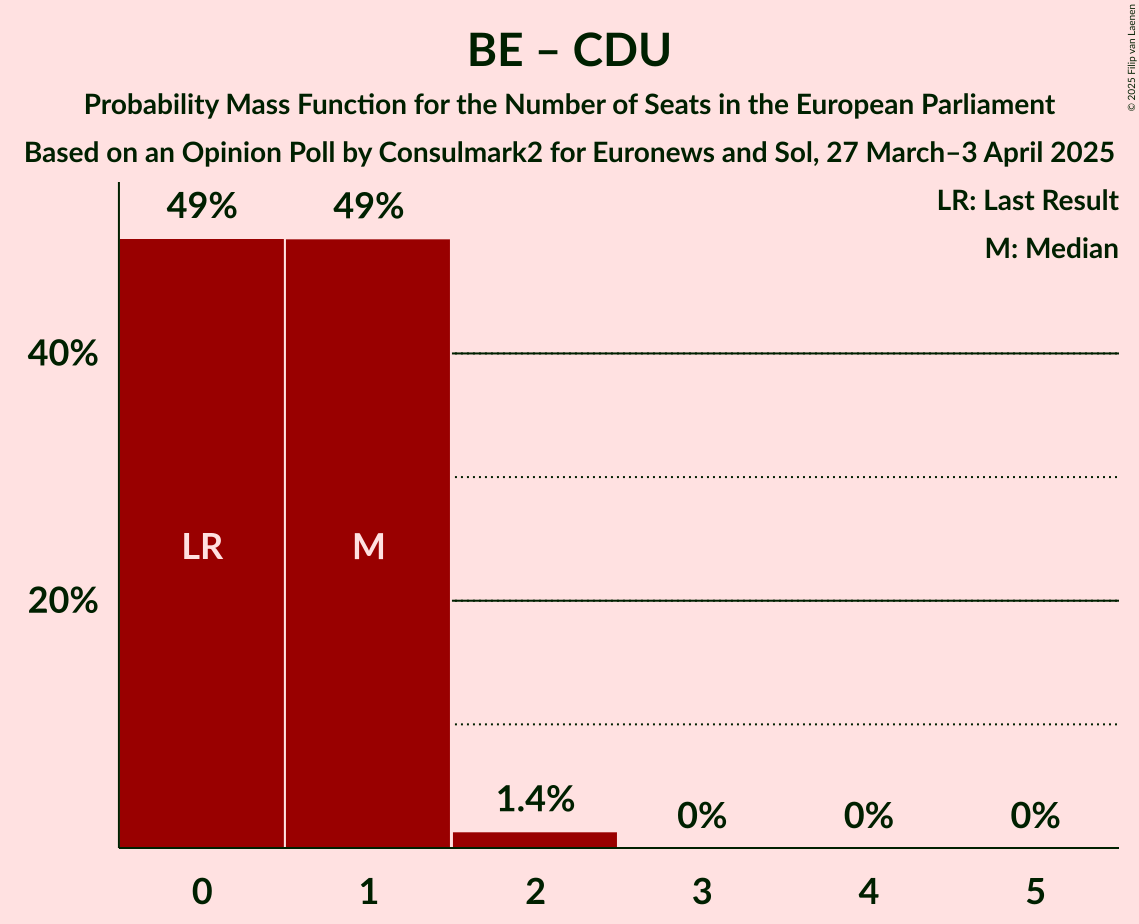 BE – CDU
Probability Mass Function for the Number of Seats in the European Parliament
Based on an Opinion Poll by Consulmark2 for Euronews and Sol, 27 March–3 April 2025
© 2025 Filip van Laenen
LR: Last Result
M: Median
49% 49%
40%
LR M
20%
1.4% 0% 0% 0%
0 1 2 3 4 5